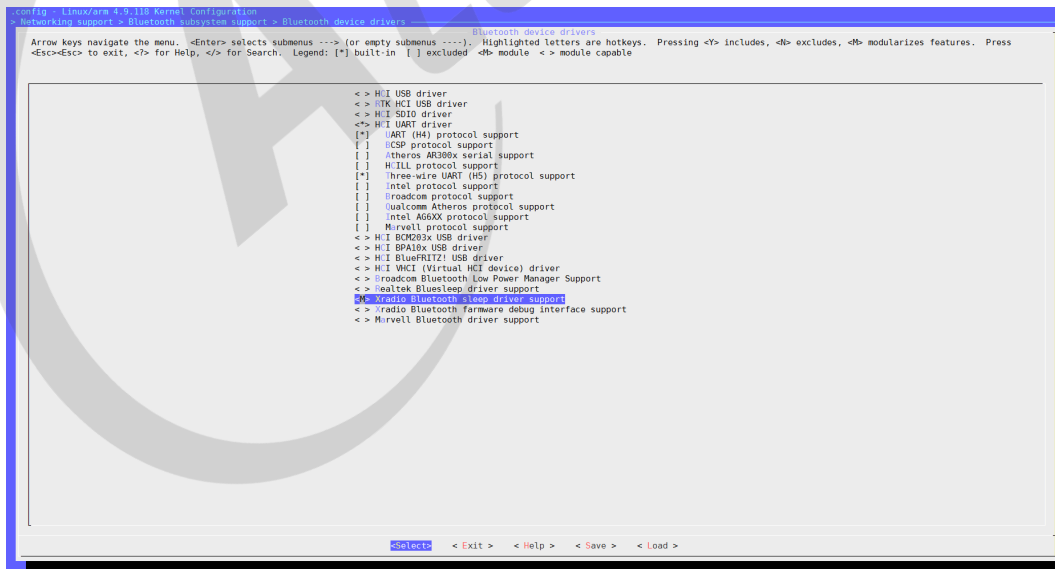 .config - Linux/arm 4.9.118 Kernel Configuration
> Networking support > Bluetooth subsystem support > Bluetooth device drivers
Bluetooth device drivers
Arrow keys navigate the menu. <Enter> selects submenus ---> (or empty submenus ----). Highlighted letters are hotkeys. Pressing <Y> includes, <N> excludes, <M> modularizes features. Press
<Esc><Esc> to exit, <?> for Help, </> for Search. Legend: [*] built-in [ ] excluded <M> module < > module capable
< > HCI USB driver
< > RTK HCI USB driver
< > HCI SDIO driver
<*> HCI UART driver
[*] UART (H4) protocol support
[ ] BCSP protocol support
[ ] Atheros AR300x serial support
[ ] HCILL protocol support
[*] Three-wire UART (H5) protocol support
[ ] Intel protocol support
[ ] Broadcom protocol support
[ ] Qualcomm Atheros protocol support
[ ] Intel AG6XX protocol support
[ ] Marvell protocol support
< > HCI BCM203x USB driver
< > HCI BPA10x USB driver
< > HCI BlueFRITZ! USB driver
< > HCI VHCI (Virtual HCI device) driver
< > Broadcom Bluetooth Low Power Manager Support
< > Realtek Bluesleep driver support
<M> Xradio Bluetooth sleep driver support
< > Xradio Bluetooth farmware debug interface support
< > Marvell Bluetooth driver support
<Select> < Exit > < Help > < Save > < Load >